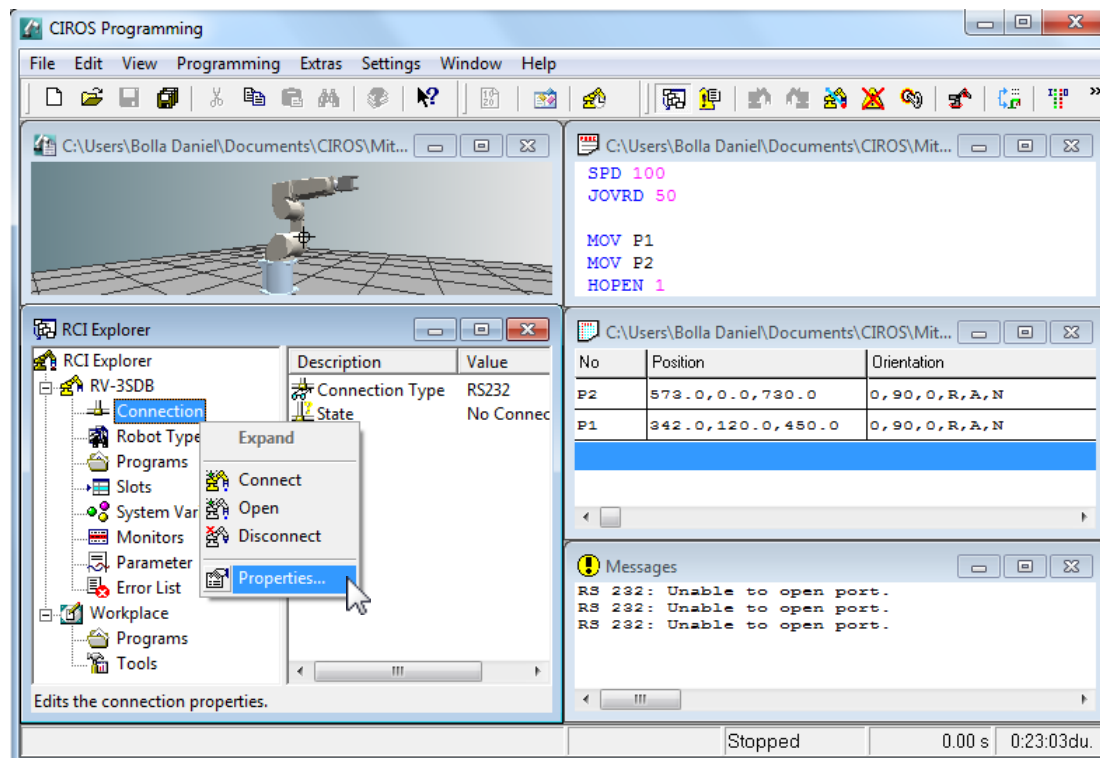 CIROS Programming
File Edit View Programming Extras Settings Window Help
C:\Users\Bolla Daniel\Documents\CIROS\Mit...
C:\Users\Bolla Daniel\Documents\CIROS\Mit...
SPD 100
JOVRD 50
MOV P1
MOV P2
HOPEN 1
RCI Explorer
RCI Explorer
RV-3SDB
Connection
Robot Type
Programs
Slots
System Var
Monitors
Parameter
Error List
Workplace
Programs
Tools
Description Value
Connection Type RS232
State No Connec
Expand
Connect
Open
Disconnect
Properties...
Edits the connection properties.
C:\Users\Bolla Daniel\Documents\CIROS\Mit...
No Position Orientation
P2 573.0,0.0,730.0 0,90,0,R,A,N
P1 342.0,120.0,450.0 0,90,0,R,A,N
Messages
RS 232: Unable to open port.
RS 232: Unable to open port.
RS 232: Unable to open port.
Stopped 0.00 s 0:23:03du.